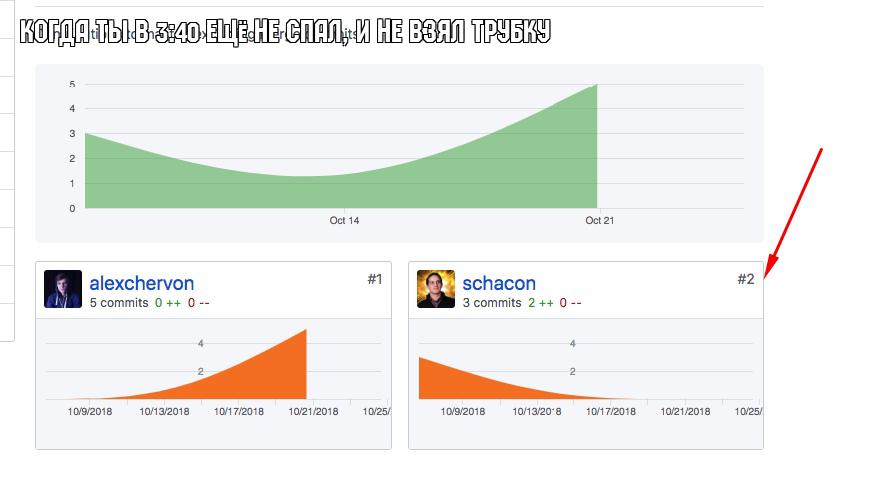 КОГДА ТЫ В 3:40 ЕЩЁ НЕ СПАЛ, И НЕ ВЗЯЛ ТРУБКУ
5
4
3
2
1
0
Oct 14 Oct 21
alexchervon #1
5 commits 0 ++ 0 --
4
2
10/9/2018 10/13/2018 10/17/2018 10/21/2018 10/25/
schacon #2
3 commits 2 ++ 0 --
4
2
10/9/2018 10/13/2018 10/17/2018 10/21/2018 10/25/